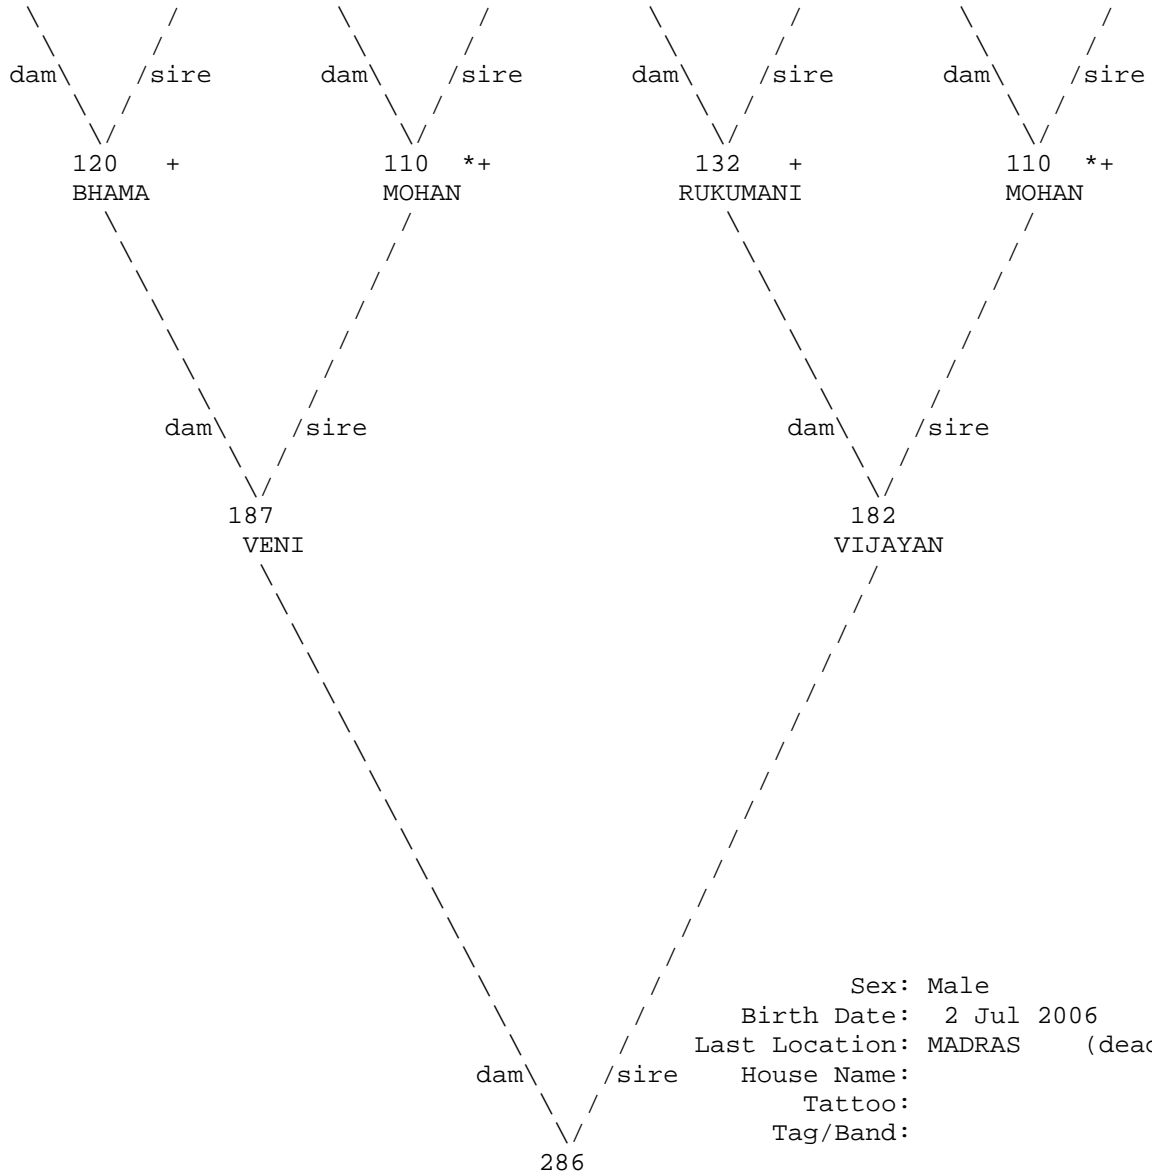 dam /sire dam /sire dam /sire dam /sire
120 + 110 *+ 132 + 110 *+
BHAMA MOHAN RUKUMANI MOHAN
dam /sire dam /sire
187 182
VENI VIJAYAN
Sex: Male
Birth Date: 2 Jul 2006
Last Location: MADRAS (dead
dam /sire House Name:
Tattoo:
Tag/Band:
286